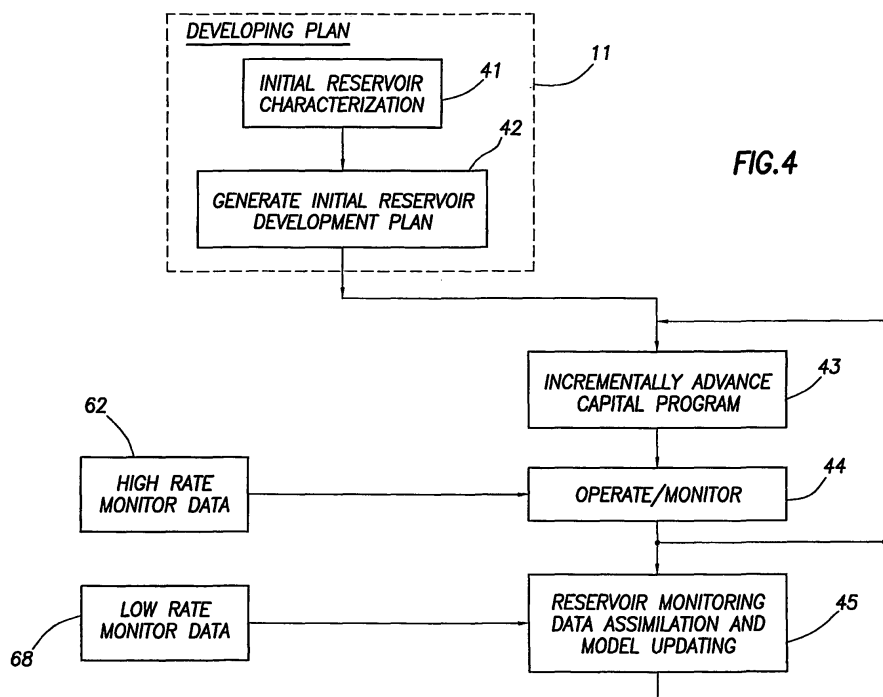 DEVELOPING PLAN
INITIAL RESERVOIR
CHARACTERIZATION
41
11
42
GENERATE INITIAL RESERVOIR
DEVELOPMENT PLAN
FIG.4
INCREMENTALLY ADVANCE
CAPITAL PROGRAM
43
62
HIGH RATE
MONITOR DATA
OPERATE/MONITOR
44
LOW RATE
MONITOR DATA
68
RESERVOIR MONITORING
DATA ASSIMILATION AND
MODEL UPDATING
45